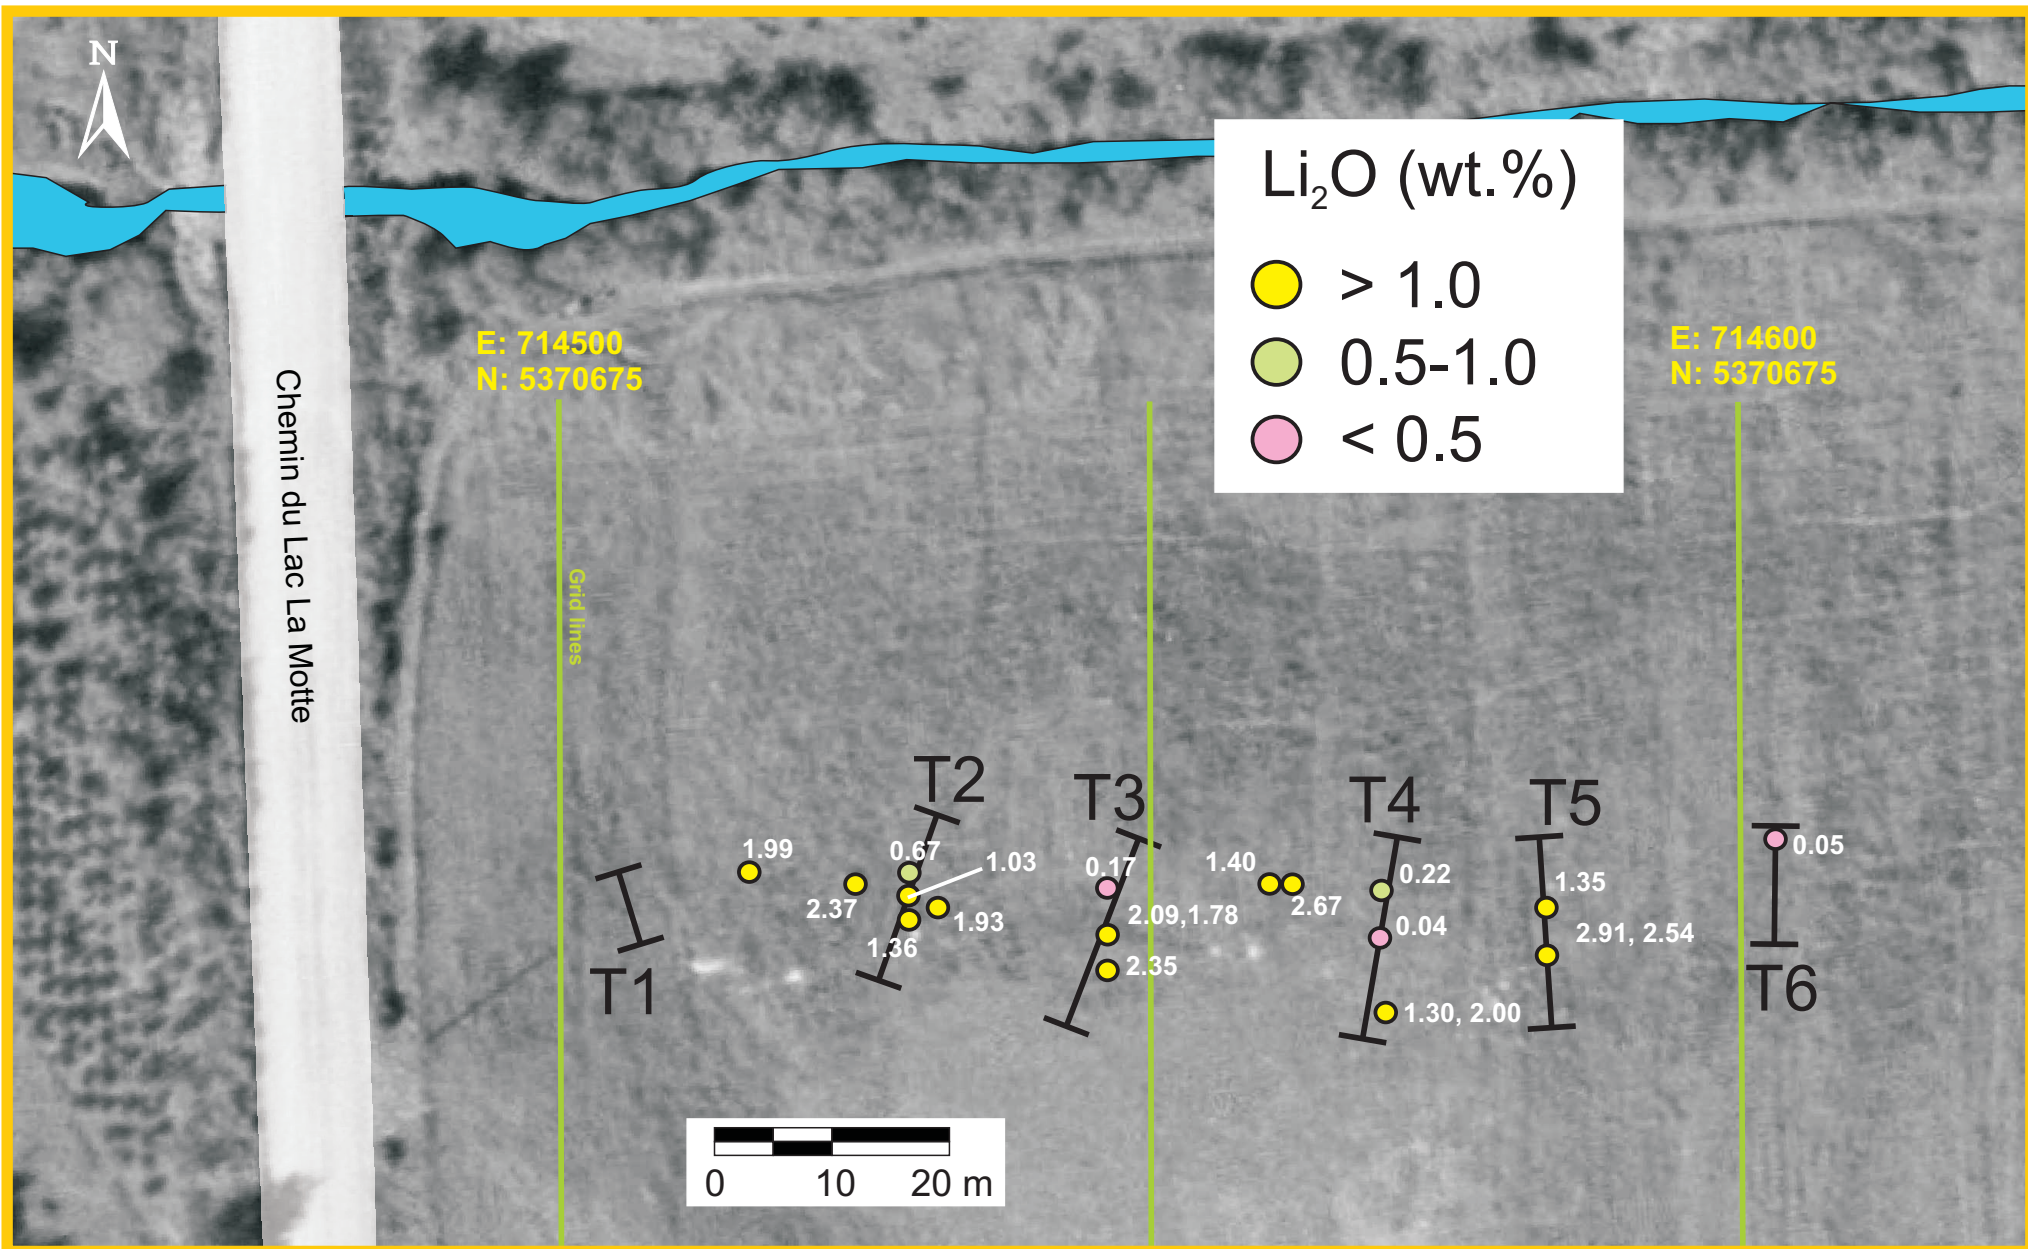 N
Li₂O (wt.%)
> 1.0
0.5-1.0
< 0.5
E: 714500
N: 5370675
E: 714600
N: 5370675
Chemin du Lac La Motte
Grid lines
T2
T3
T4
T5
1.99
0.67
1.03
2.37
1.93
1.36
0.17
2.09,1.78
2.35
1.40
2.67
0.22
0.04
1.30, 2.00
1.35
2.91, 2.54
0.05
T1
T6
0 10 20 m